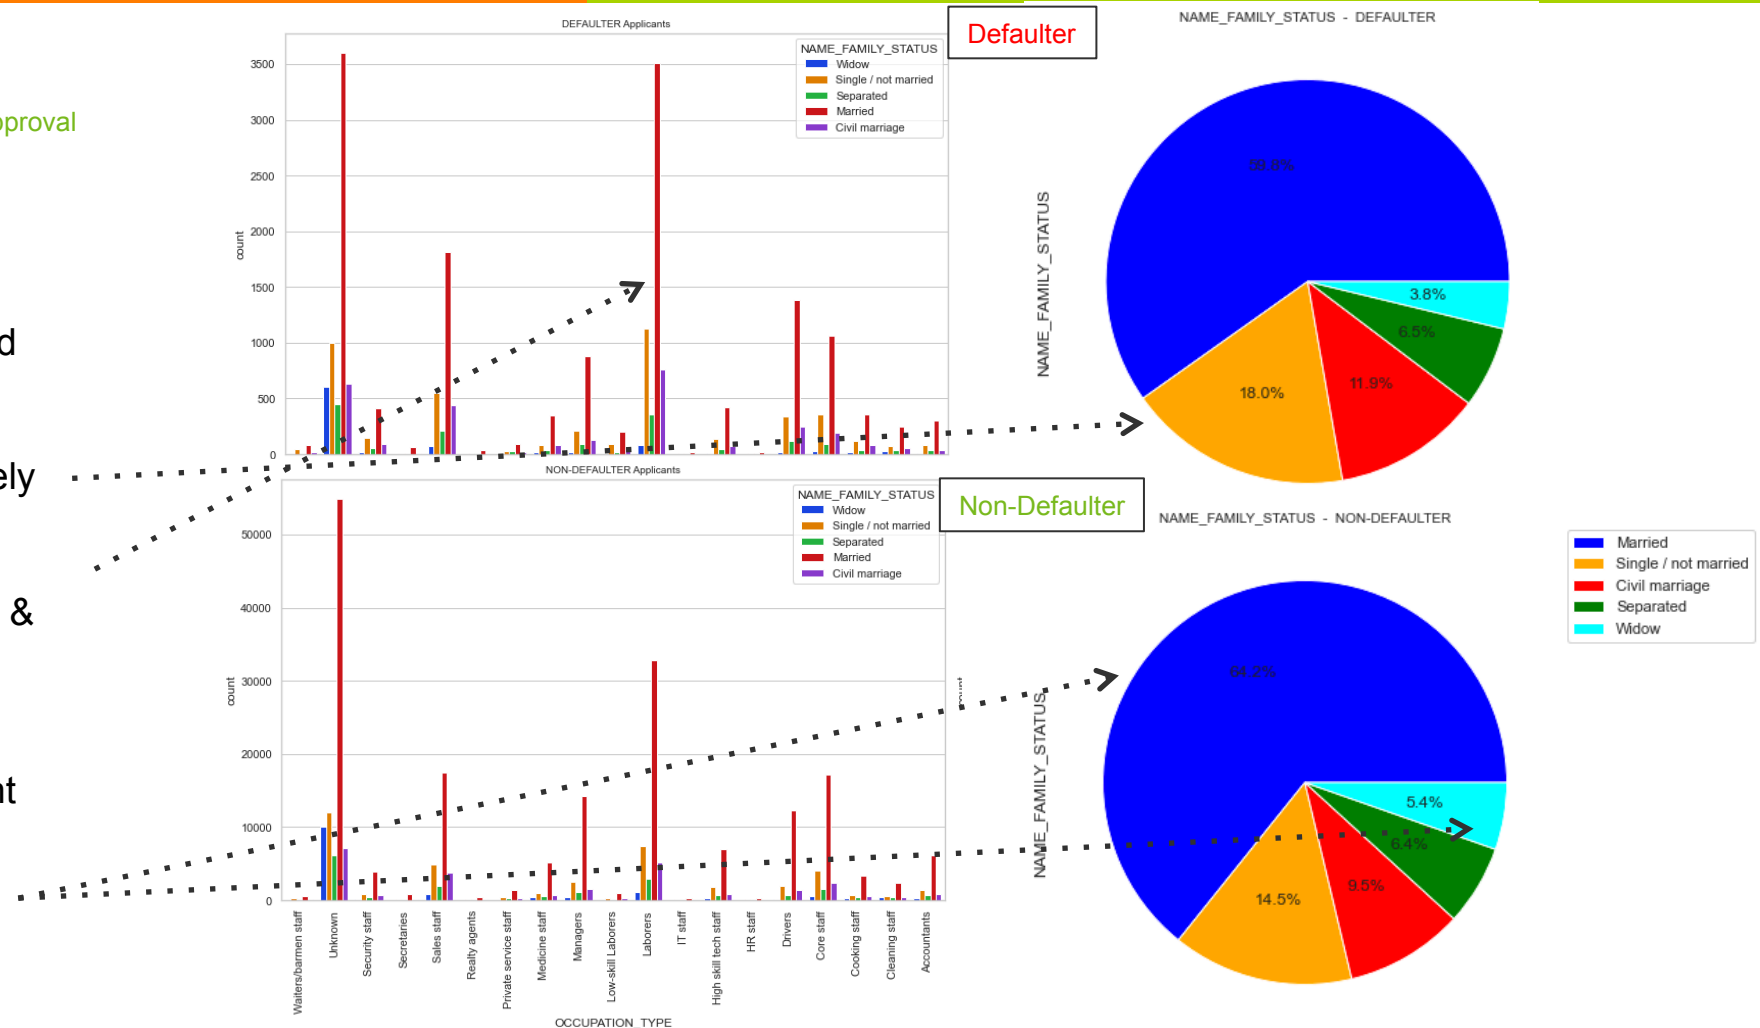 proval
d
ely
&
nt
DEFAULTER Applicants
3500
3000
2500
2000
1500
1000
500
0
count
NAME_FAMILY_STATUS
Widow
Single / not married
Separated
Married
Civil marriage
Defaulter
NAME_FAMILY_STATUS - DEFAULTER
NAME_FAMILY_STATUS
59.8%
18.0%
11.9%
6.5%
3.8%
NON-DEFAULTER Applicants
50000
40000
30000
20000
10000
0
count
NAME_FAMILY_STATUS
Widow
Single / not married
Separated
Married
Civil marriage
Waiters/barmen staff
Unknown
Security staff
Secretaries
Sales staff
Realty agents
Private service staff
Medicine staff
Managers
Low-skill Laborers
Laborers
IT staff
High skill tech staff
HR staff
Drivers
Core staff
Cooking staff
Cleaning staff
Accountants
OCCUPATION_TYPE
Non-Defaulter
NAME_FAMILY_STATUS - NON-DEFAULTER
NAME_FAMILY_STATUS
64.2%
14.5%
9.5%
6.4%
5.4%
Married
Single / not married
Civil marriage
Separated
Widow